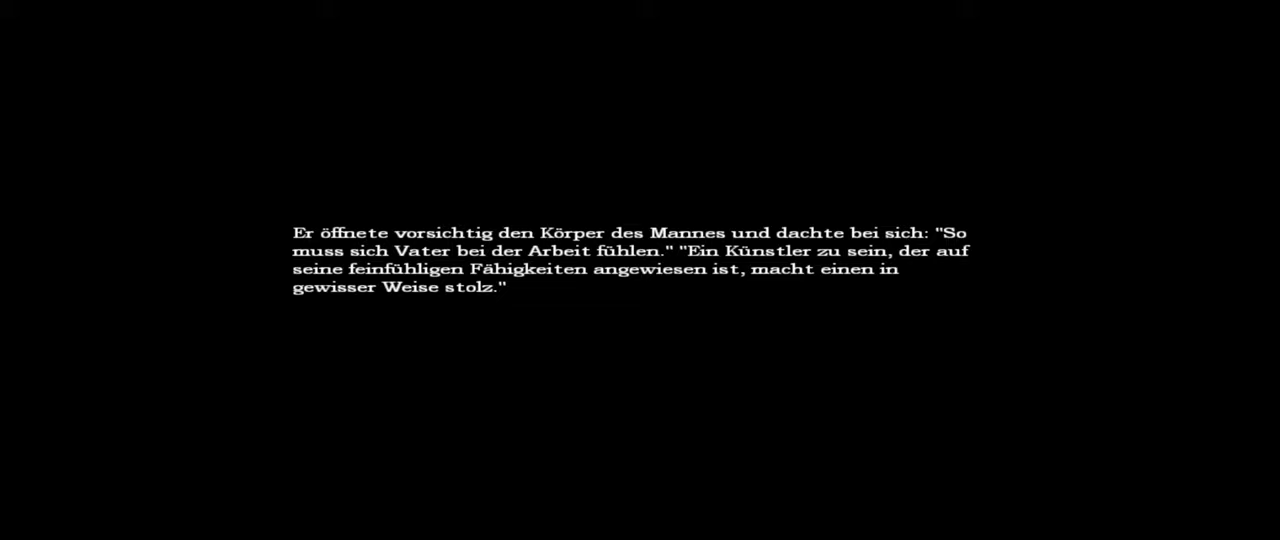 Er öffnete vorsichtig den Körper des Mannes und dachte bei sich: "So
muss sich Vater bei der Arbeit fühlen." "Ein Künstler zu sein, der auf
seine feinfühligen Fähigkeiten angewiesen ist, macht einen in
gewisser Weise stolz."